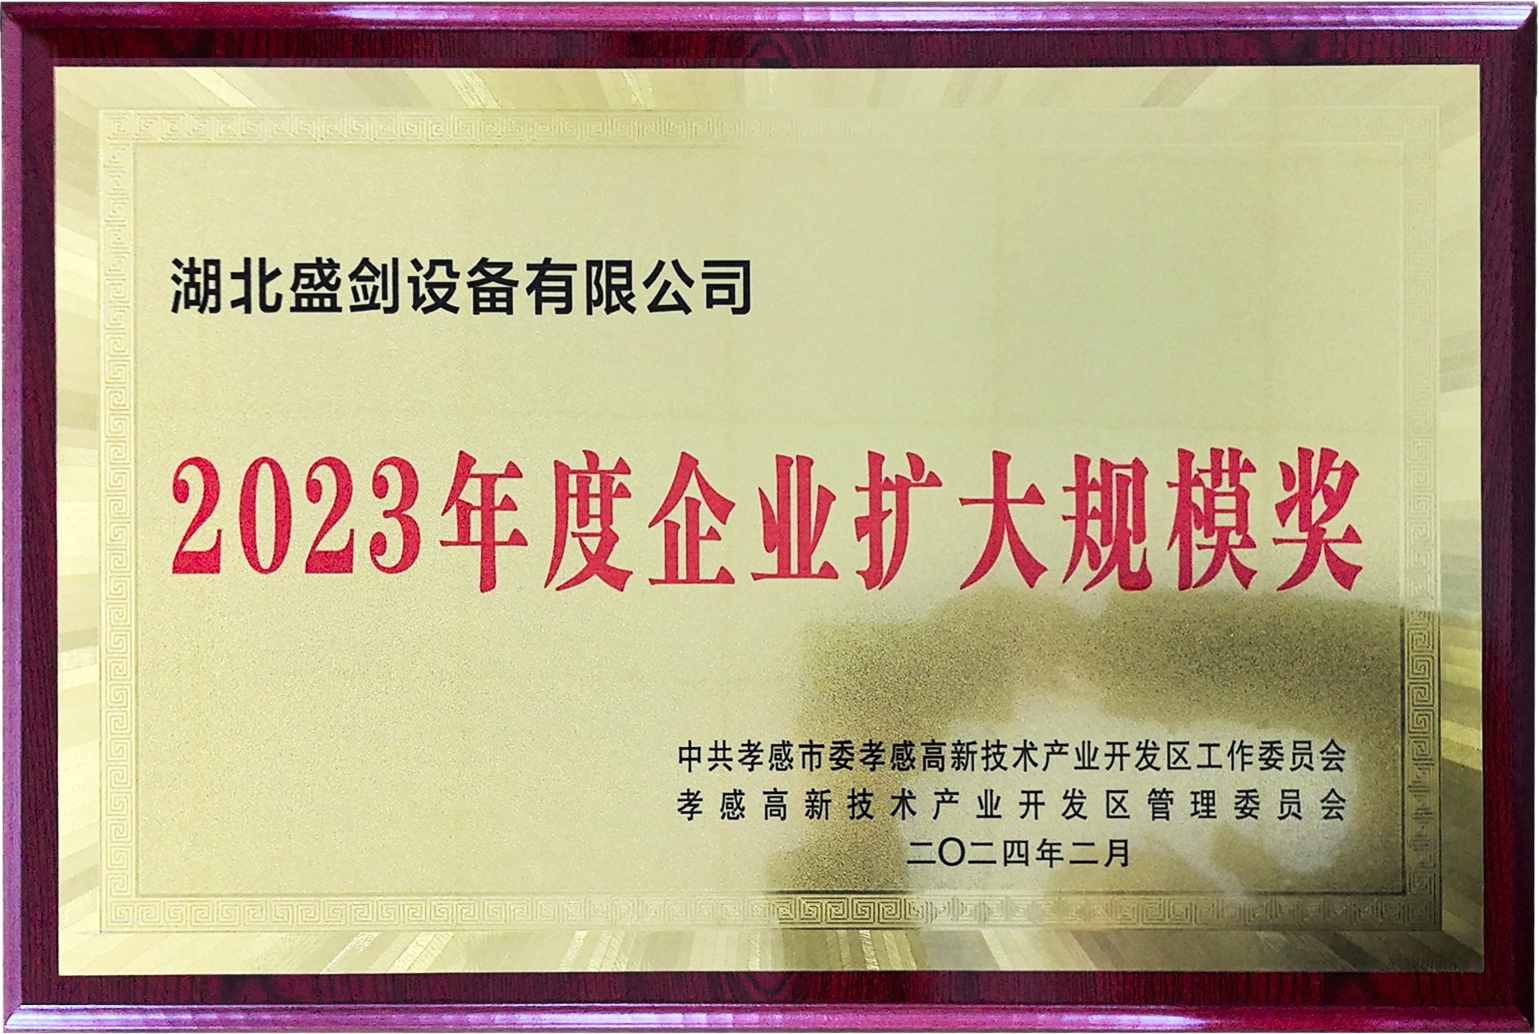 湖北盛剑设备有限公司
2023年度企业扩大规模奖
中共孝感市委孝感高新技术产业开发区工作委员会
孝感高新技术产业开发区管理委员会
二〇二四年二月